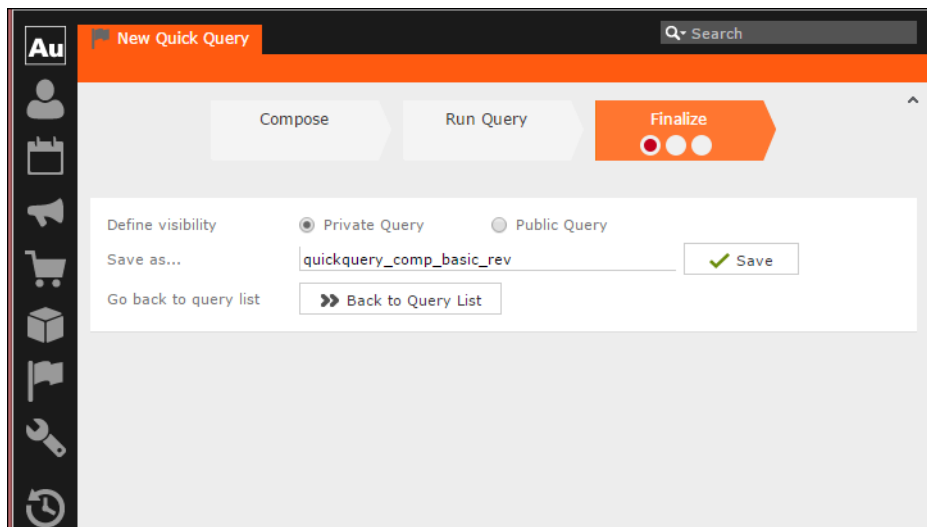 Au
New Quick Query
Search
Compose
Run Query
Finalize
Define visibility
Private Query
Public Query
Save as...
quickquery_comp_basic_rev
Save
Go back to query list
Back to Query List